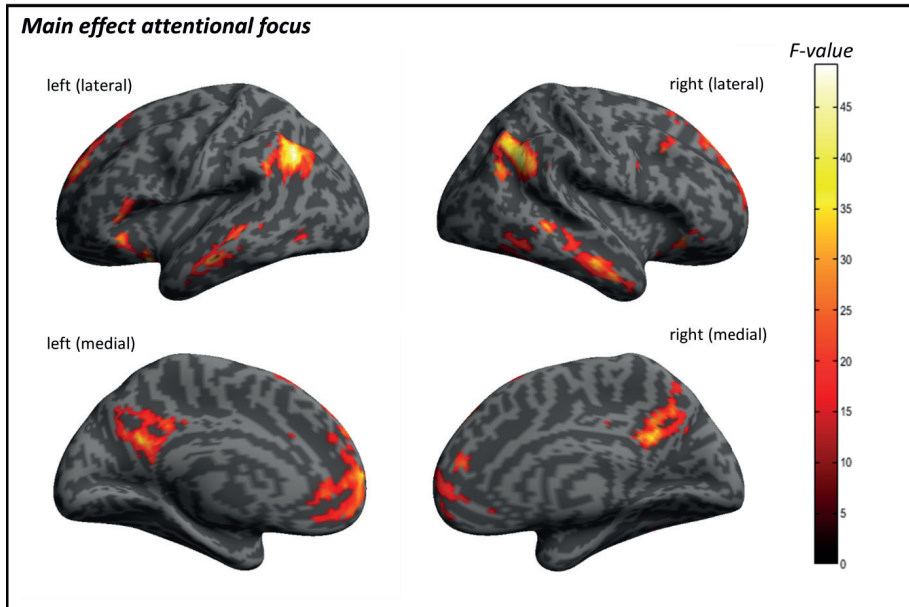 Main effect attentional focus
F-value
left (lateral)
right (lateral)
left (medial)
right (medial)
45
40
35
30
25
20
15
10
5
0